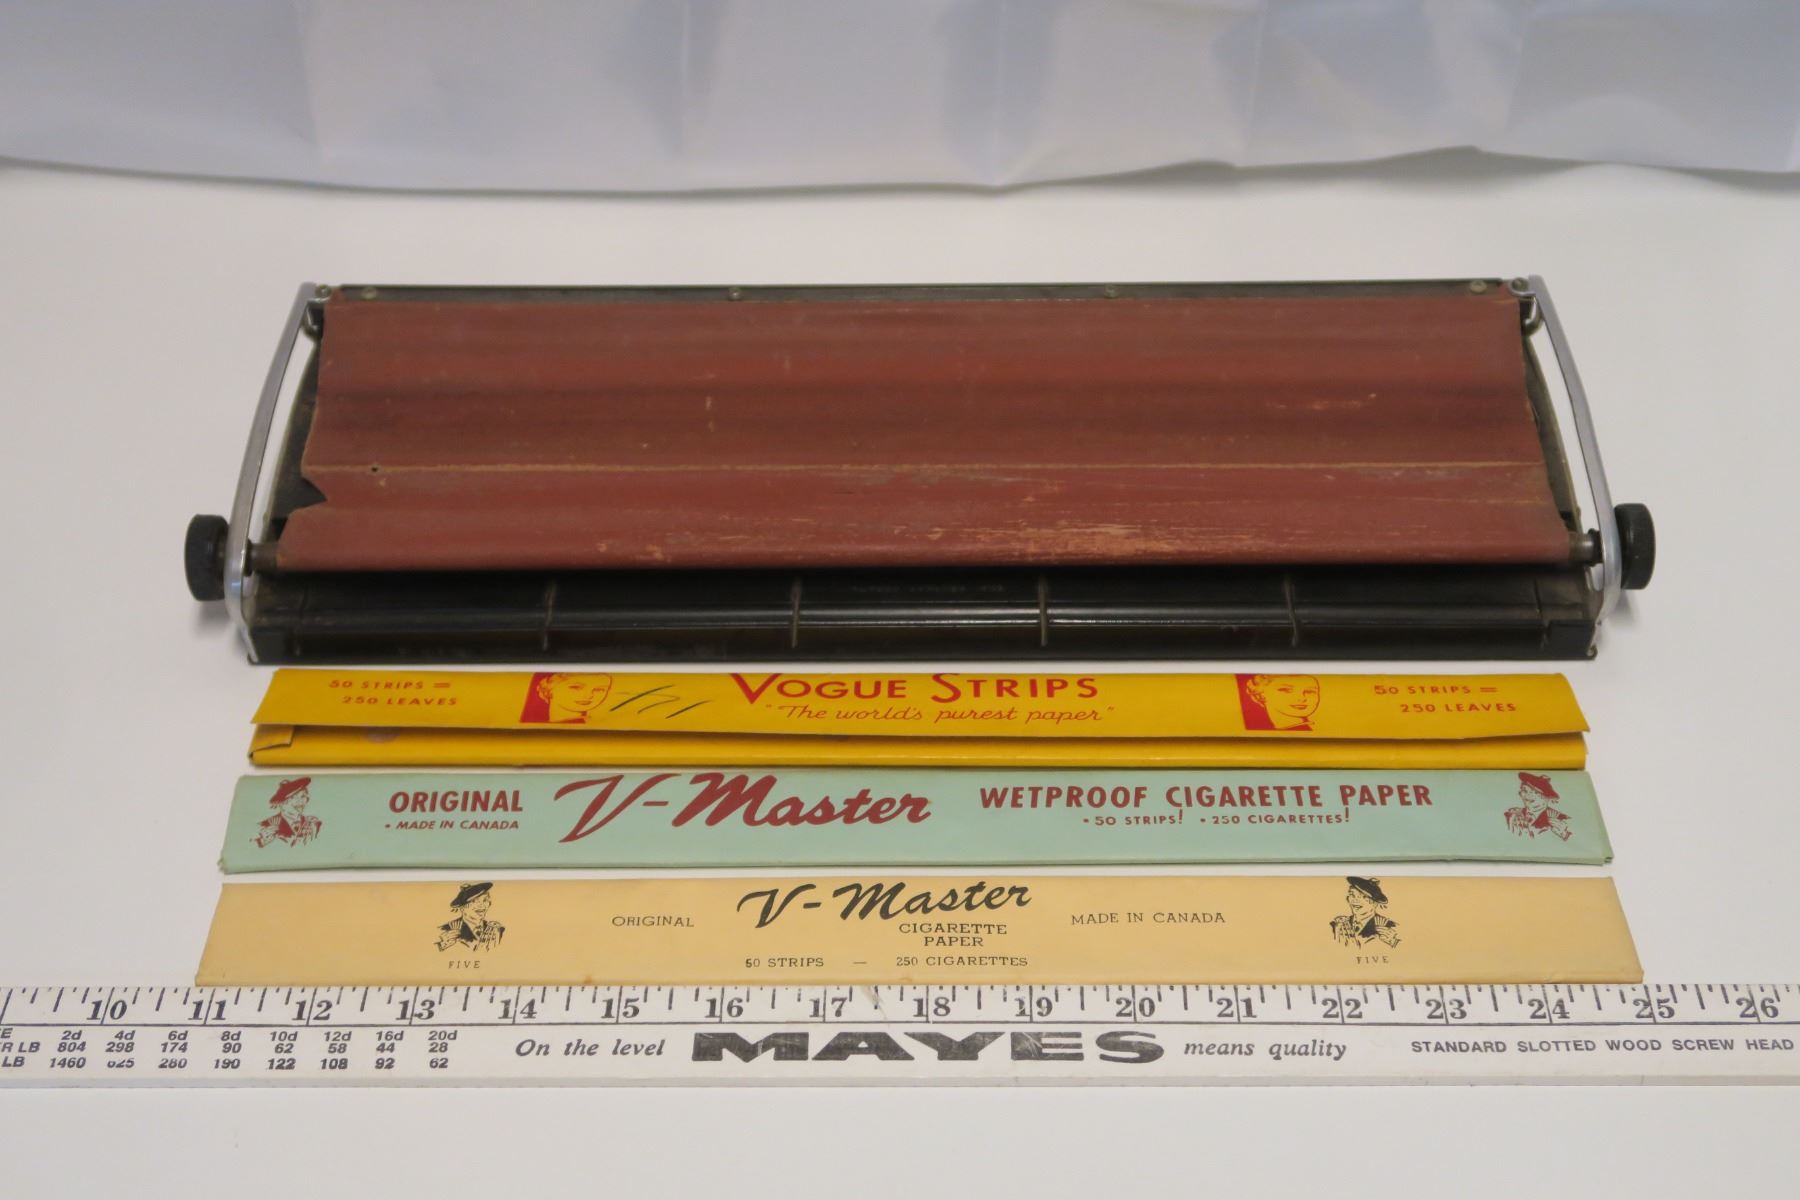 50 STRIPS =
250 LEAVES
VOGUE STRIPS
"The world's purest paper"
50 STRIPS =
250 LEAVES
ORIGINAL
• MADE IN CANADA
V-Master
WETPROOF CIGARETTE PAPER
• 50 STRIPS! • 250 CIGARETTES!
FIVE
ORIGINAL
V-Master
CIGARETTE
PAPER
50 STRIPS — 250 CIGARETTES
MADE IN CANADA
FIVE
10 11 12 13 14 15 16 17 18 19 20 21 22 23 24 25 26
2d 4d 6d 8d 10d 12d 16d 20d
R LB 804 298 174 90 62 58 44 28
LB 1460 625 280 190 122 108 92 62
On the level MAYES means quality
STANDARD SLOTTED WOOD SCREW HEAD